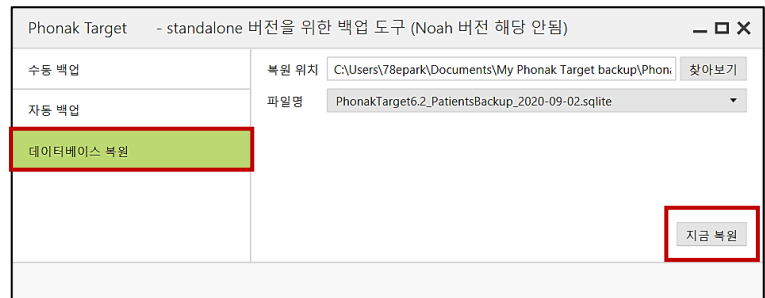 Phonak Target - standalone 버전을 위한 백업 도구 (Noah 버전 해당 안됨)
수동 백업
복원 위치 C:\Users\78epark\Documents\My Phonak Target backup\Phona 찾아보기
자동 백업
파일명 PhonakTarget6.2_PatientsBackup_2020-09-02.sqlite
데이터베이스 복원
지금 복원